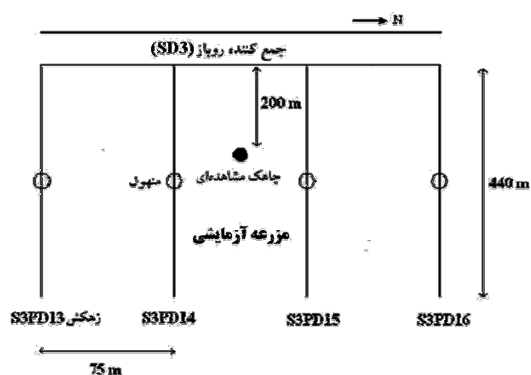 N
جمع کننده روباز (SD3)
200 m
چاهک مشاهده‌ای
منهول
440 m
مزرعه آزمایشی
زهکش S3PD13
S3PD14
S3PD15
S3PD16
75 m